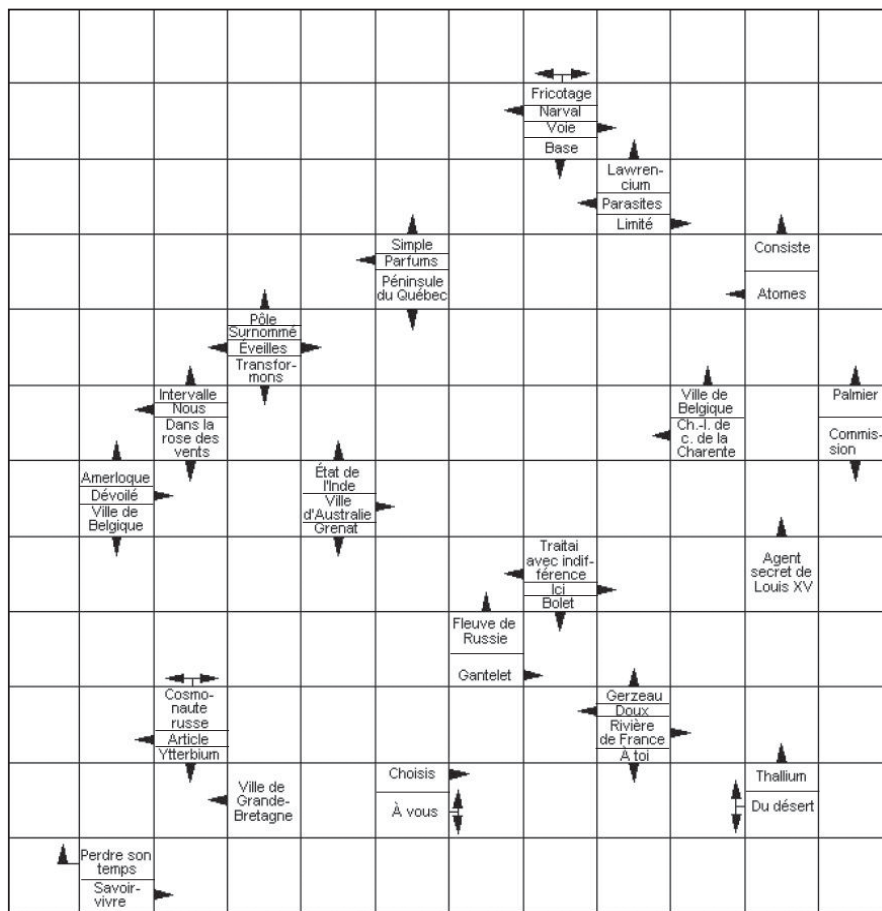 Fricotage
Narval
Voie
Base
Lawren-
cium
Parasites
Limité
Simple
Parfums
Péninsule
du Québec
Consiste
Atomes
Pôle
Surnommé
Éveilles
Transfor-
mons
Intervalle
Nous
Dans la
rose des
vents
Ville de
Belgique
Ch.-l. de
c. de la
Charente
Palmier
Commis-
sion
Amerloque
Dévoilé
Ville de
Belgique
État de
l'Inde
Ville
d'Australie
Grenat
Traitai
avec indif-
férence
Ici
Bolet
Agent
secret de
Louis XV
Fleuve de
Russie
Gantelet
Cosmo-
naute
russe
Article
Ytterbium
Gerzeau
Doux
Rivière
de France
À toi
Ville de
Grande-
Bretagne
Choisis
À vous
Thallium
Du désert
Perdre son
temps
Savoir-
vivre